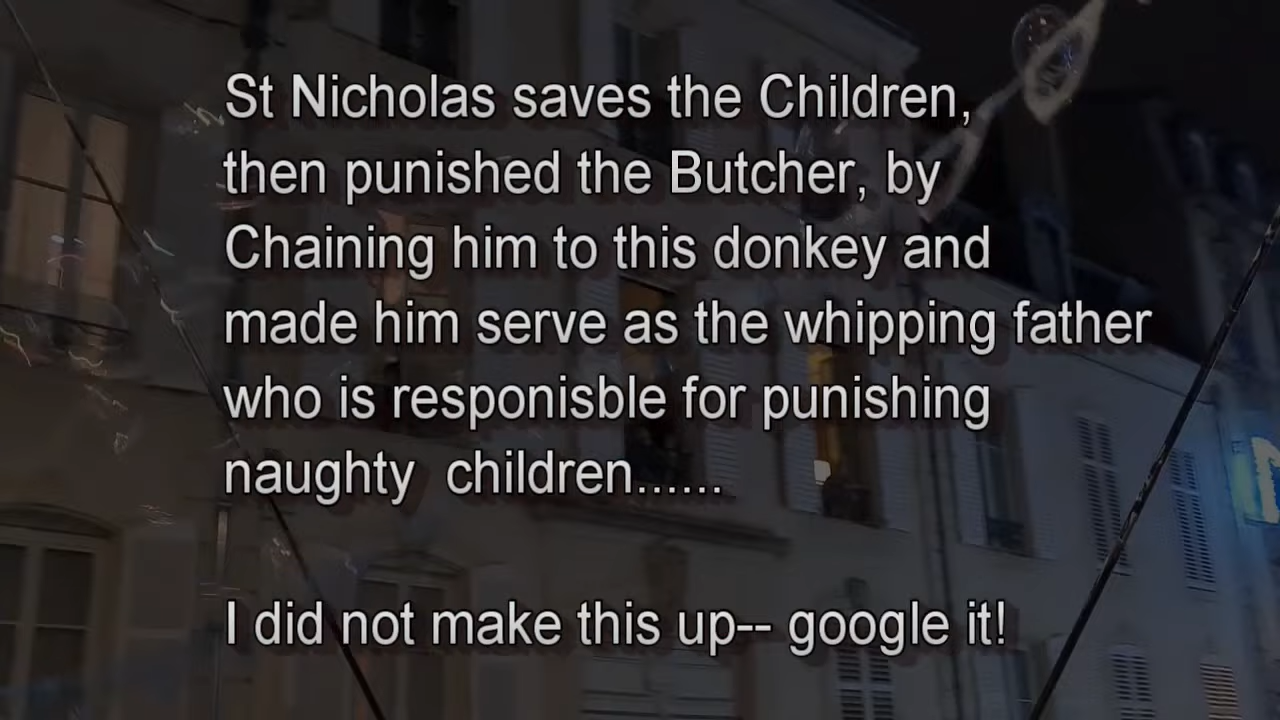 St Nicholas saves the Children,
then punished the Butcher, by
Chaining him to this donkey and
made him serve as the whipping father
who is responisble for punishing
naughty  children......
I did not make this up-- google it!